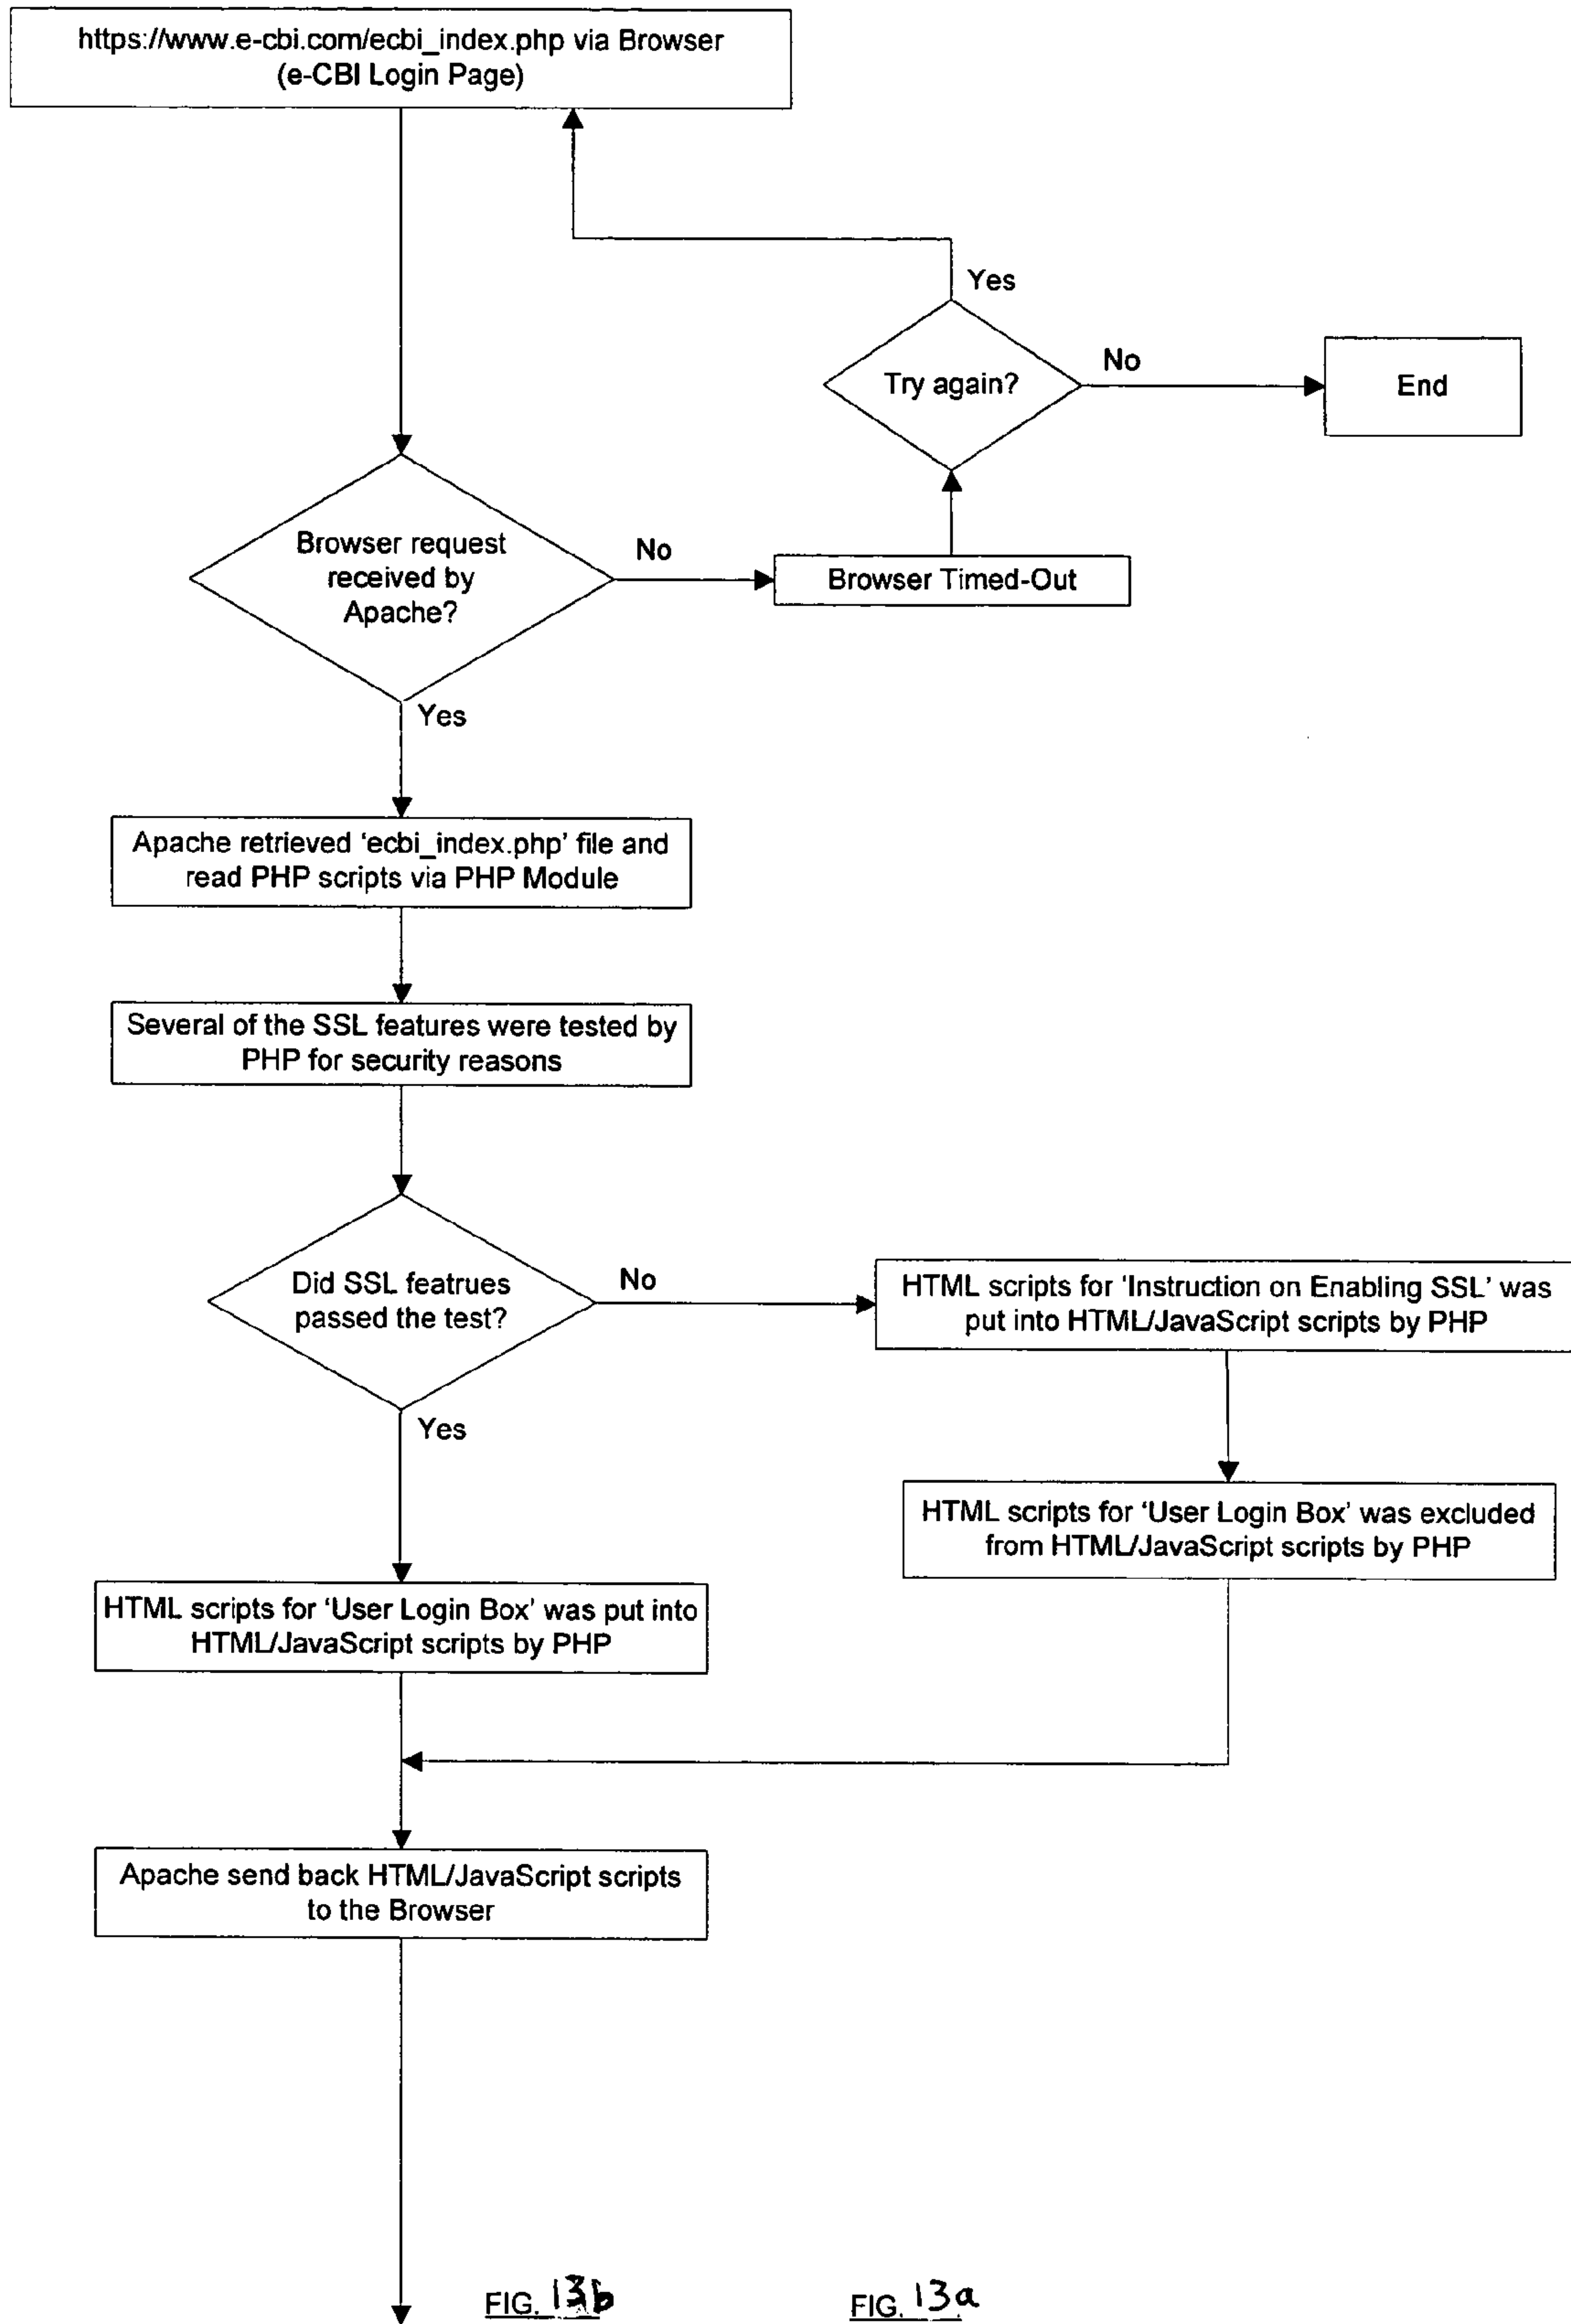 https://www.e-cbi.com/ecbi_index.php via Browser
(e-CBI Login Page)
Yes
Try again?
No
End
Browser request
received by
Apache?
No
Browser Timed-Out
Yes
Apache retrieved ‘ecbi_index.php’ file and
read PHP scripts via PHP Module
Several of the SSL features were tested by
PHP for security reasons
Did SSL featrues
passed the test?
No
HTML scripts for ‘Instruction on Enabling SSL’ was
put into HTML/JavaScript scripts by PHP
Yes
HTML scripts for ‘User Login Box’ was excluded
from HTML/JavaScript scripts by PHP
HTML scripts for ‘User Login Box’ was put into
HTML/JavaScript scripts by PHP
Apache send back HTML/JavaScript scripts
to the Browser
FIG. 13b
FIG. 13a